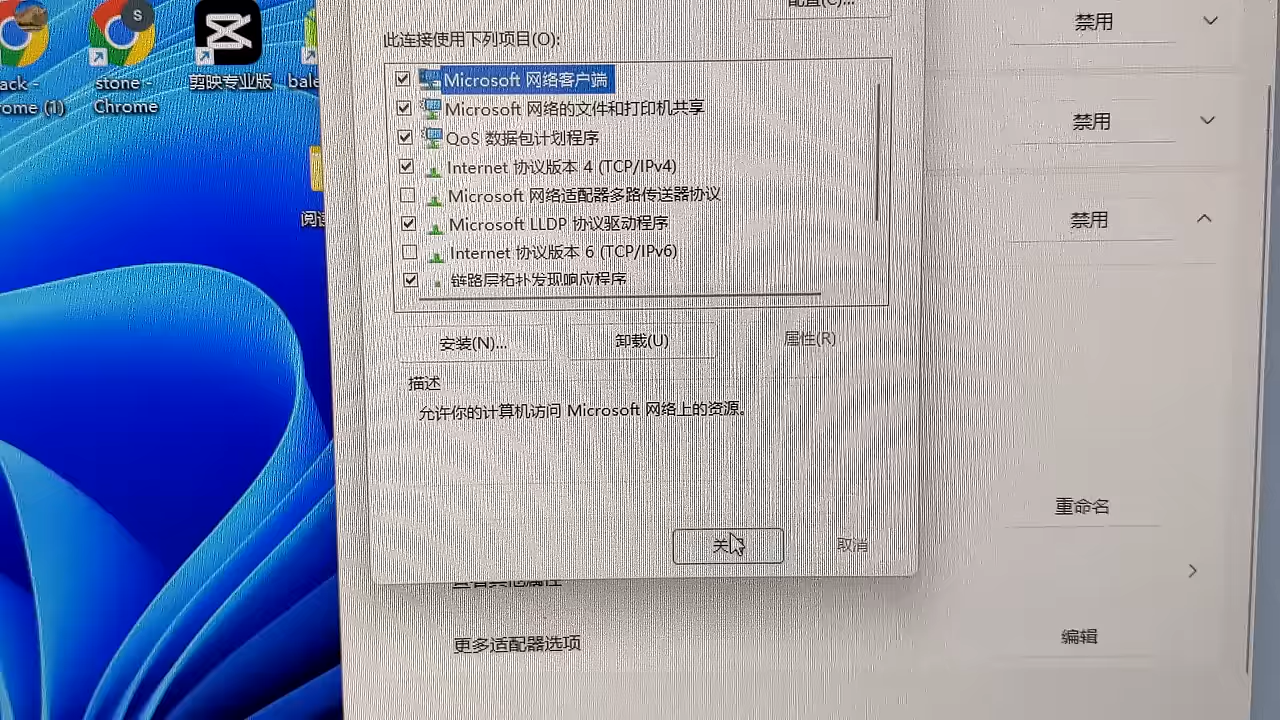 配置(C)...
此连接使用下列项目(O):
Microsoft 网络客户端
Microsoft 网络的文件和打印机共享
QoS 数据包计划程序
Internet 协议版本 4 (TCP/IPv4)
Microsoft 网络适配器多路传送器协议
Microsoft LLDP 协议驱动程序
Internet 协议版本 6 (TCP/IPv6)
链路层拓扑发现响应程序
安装(N)...
卸载(U)
属性(R)
描述
允许你的计算机访问 Microsoft 网络上的资源。
取消
更多适配器选项
禁用
禁用
禁用
重命名
编辑
stone -
Chrome
S
剪映专业版